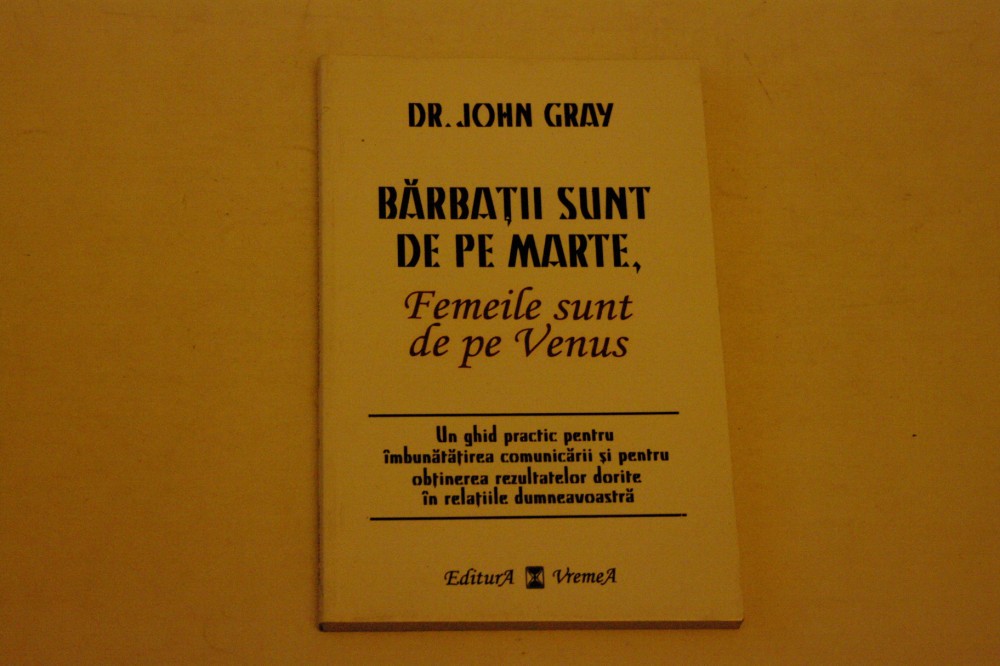 DR. JOHN GRAY
BĂRBAȚII SUNT
DE PE MARTE,
Femeile sunt
de pe Venus
Un ghid practic pentru
îmbunătățirea comunicării și pentru
obținerea rezultatelor dorite
în relațiile dumneavoastră
EditurA VremeA